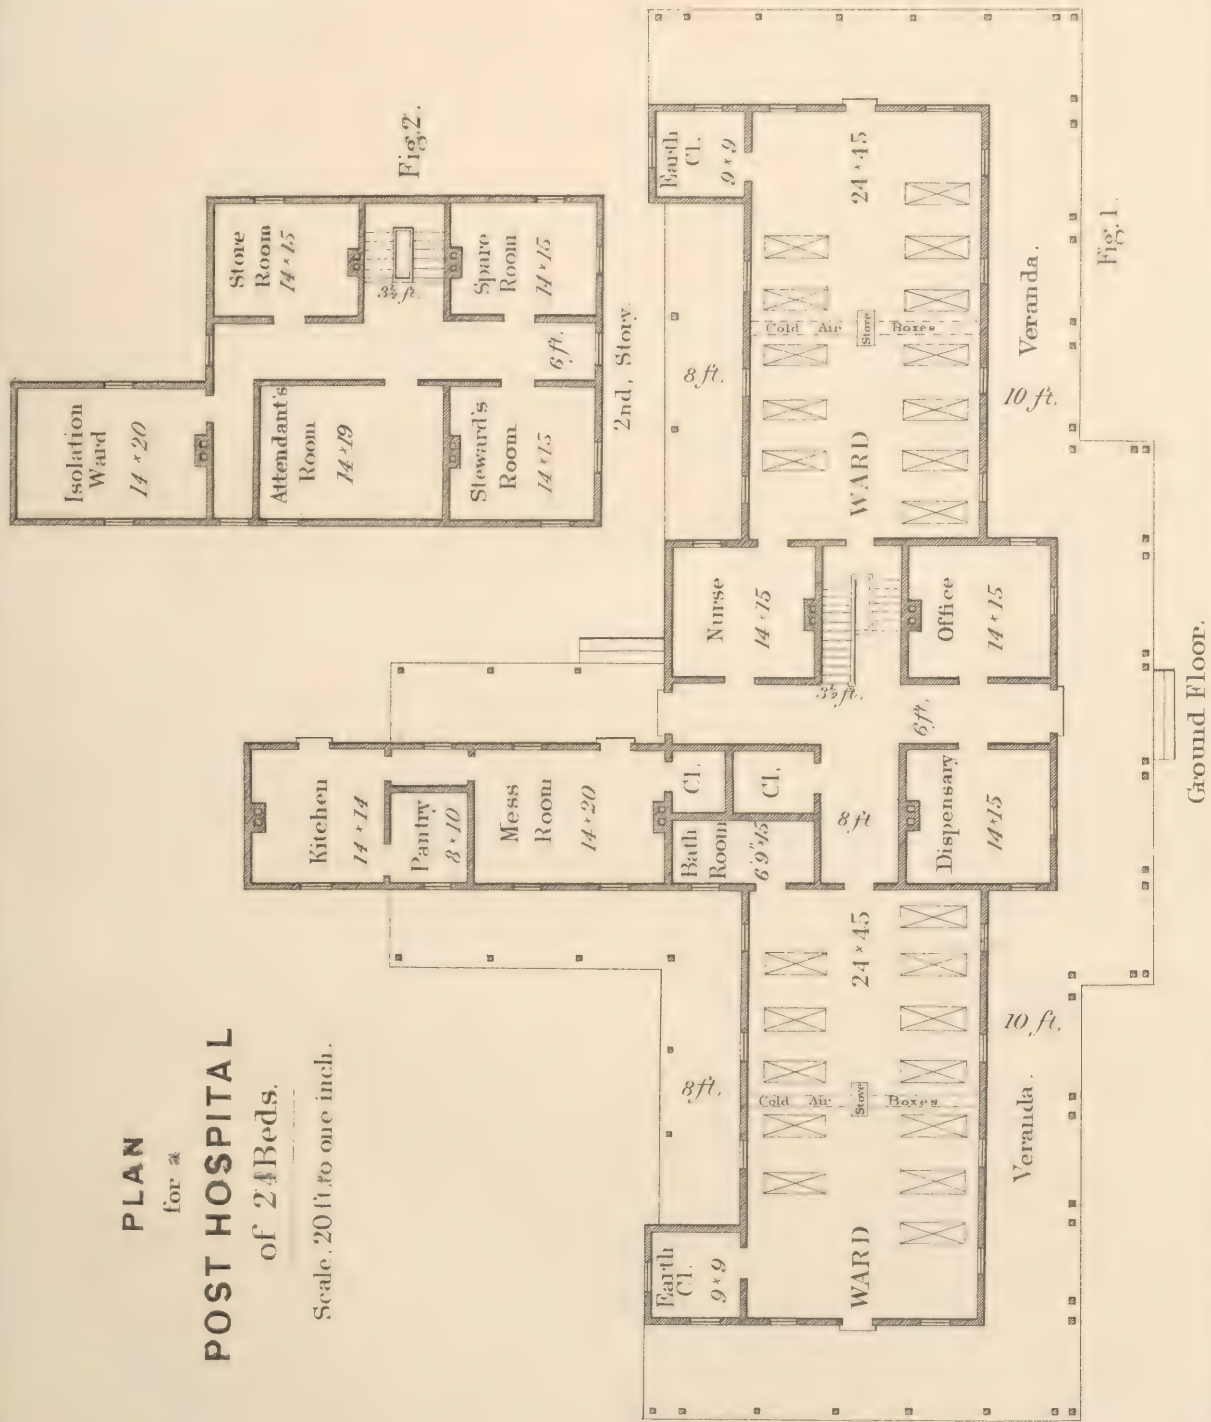 PLAN
for a
POST HOSPITAL
of 24 Beds.
Scale. 20 ft. to one inch.
Isolation
Ward
14 × 20
Attendant's
Room
14 × 19
Steward's
Room
14 × 15
Store
Room
14 × 15
3½ ft.
Spare
Room
14 × 15
6 ft.
2nd, Story.
Fig. 2.
Kitchen
14 × 14
Pantry
8 × 10
Mess
Room
14 × 20
Cl.
Cl.
Bath
Room
6'9" × 15
8 ft
Dispensary
14 × 15
6 ft.
3½ ft.
Nurse
14 × 15
Office
14 × 15
Earth
Cl.
9 × 9
8 ft.
WARD
24 × 45
Cold Air
Stove
Boxes
Veranda.
10 ft.
Earth
Cl.
9 × 9
8 ft.
WARD
24 × 45
Cold Air
Stove
Boxes
Veranda.
10 ft.
Ground Floor.
Fig. 1.